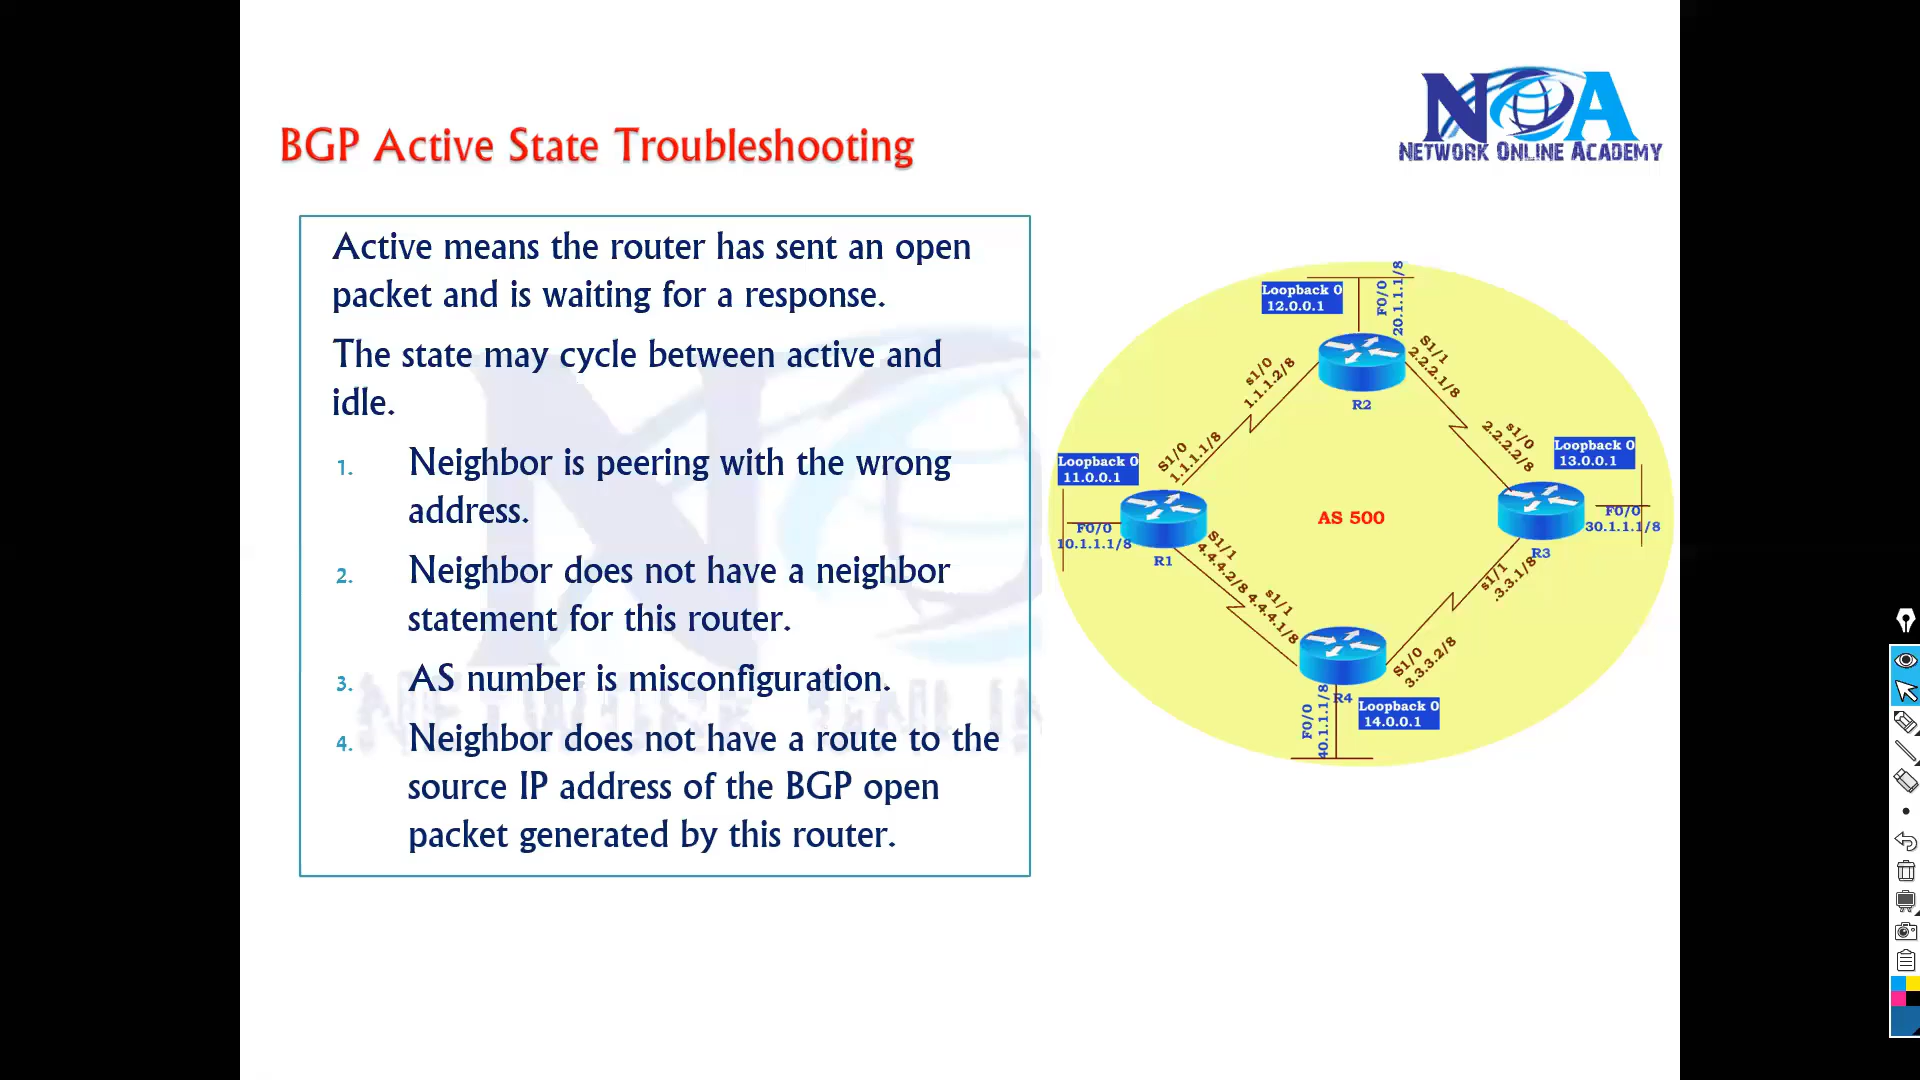 NOA
NETWORK ONLINE ACADEMY
BGP Active State Troubleshooting
Active means the router has sent an open
packet and is waiting for a response.
The state may cycle between active and
idle.
1. Neighbor is peering with the wrong
address.
2. Neighbor does not have a neighbor
statement for this router.
3. AS number is misconfiguration.
4. Neighbor does not have a route to the
source IP address of the BGP open
packet generated by this router.
Loopback 0
12.0.0.1
F0/0
20.1.1.1/8
R2
s1/0
1.1.1.2/8
S1/1
2.2.2.1/8
S1/0
1.1.1.1/8
s1/0
2.2.2.2/8
Loopback 0
13.0.0.1
Loopback 0
11.0.0.1
F0/0
10.1.1.1/8
R1
AS 500
F0/0
30.1.1.1/8
R3
S1/1
4.4.4.2/8
s1/1
4.4.4.1/8
s1/1
.3.3.1/8
S1/0
3.3.3.2/8
R4
Loopback 0
14.0.0.1
F0/0
40.1.1.1/8
NETWORK ONLIN